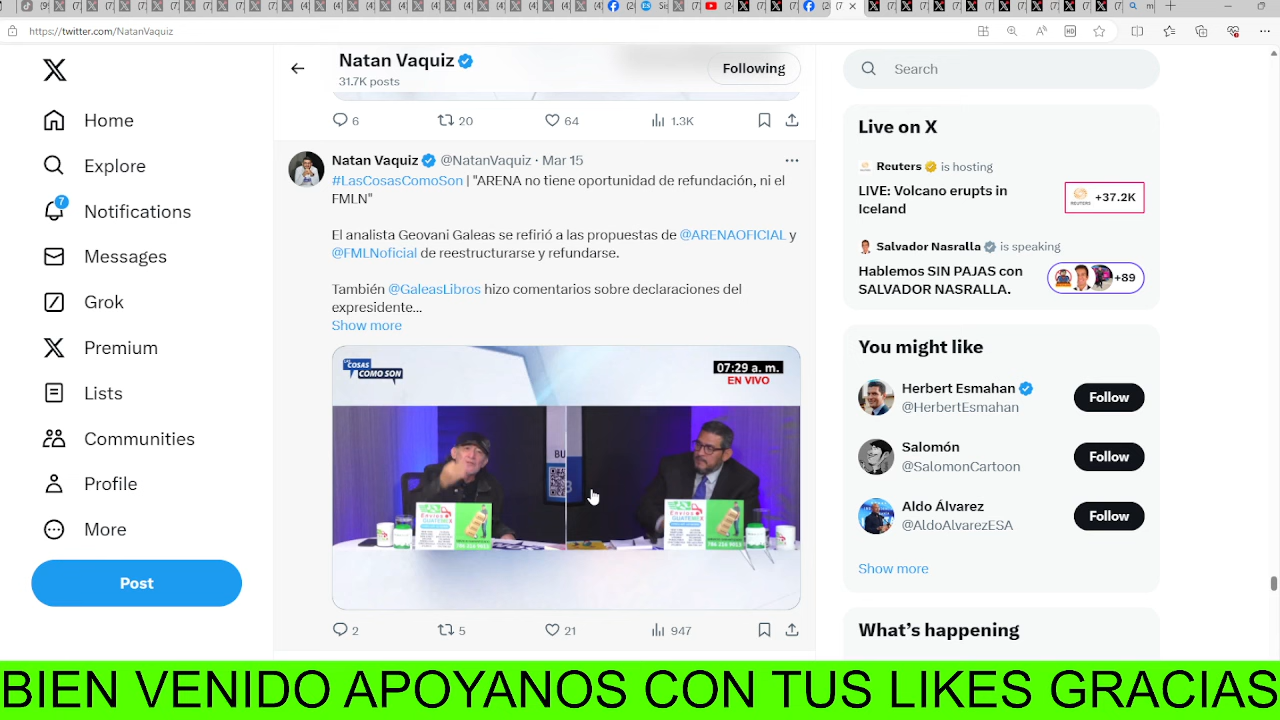 https://twitter.com/NatanVaquiz
Natan Vaquiz
31.7K posts
Following
Search
Home
Explore
7
Notifications
Messages
Grok
Premium
Lists
Communities
Profile
More
Post
6
20
64
1.3K
Natan Vaquiz @NatanVaquiz · Mar 15
#LasCosasComoSon | "ARENA no tiene oportunidad de refundación, ni el
FMLN"
El analista Geovani Galeas se refirió a las propuestas de @ARENAOFICIAL y
@FMLNoficial de reestructurarse y refundarse.
También @GaleasLibros hizo comentarios sobre declaraciones del
expresidente...
Show more
COSAS
COMO SON
07:29 a. m.
EN VIVO
BU
2
5
21
947
Live on X
Reuters is hosting
LIVE: Volcano erupts in
Iceland
REUTERS
+37.2K
Salvador Nasralla is speaking
Hablemos SIN PAJAS con
SALVADOR NASRALLA.
+89
You might like
Herbert Esmahan
@HerbertEsmahan
Follow
Salomón
@SalomonCartoon
Follow
Aldo Álvarez
@AldoAlvarezESA
Follow
Show more
What's happening
BIEN VENIDO APOYANOS CON TUS LIKES GRACIAS